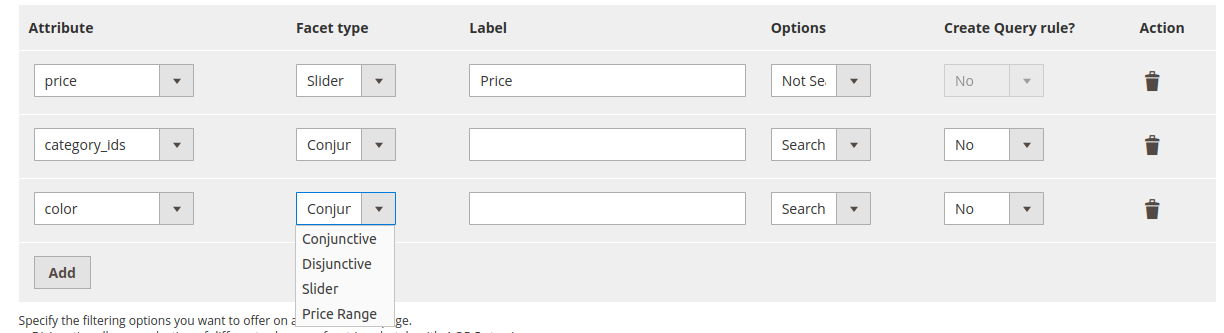 Attribute Facet type Label Options Create Query rule? Action
price Slider Price Not Se No
category_ids Conjur Search No
color Conjur Search No
Conjunctive
Disjunctive
Slider
Price Range
Add
Specify the filtering options you want to offer on a ge.